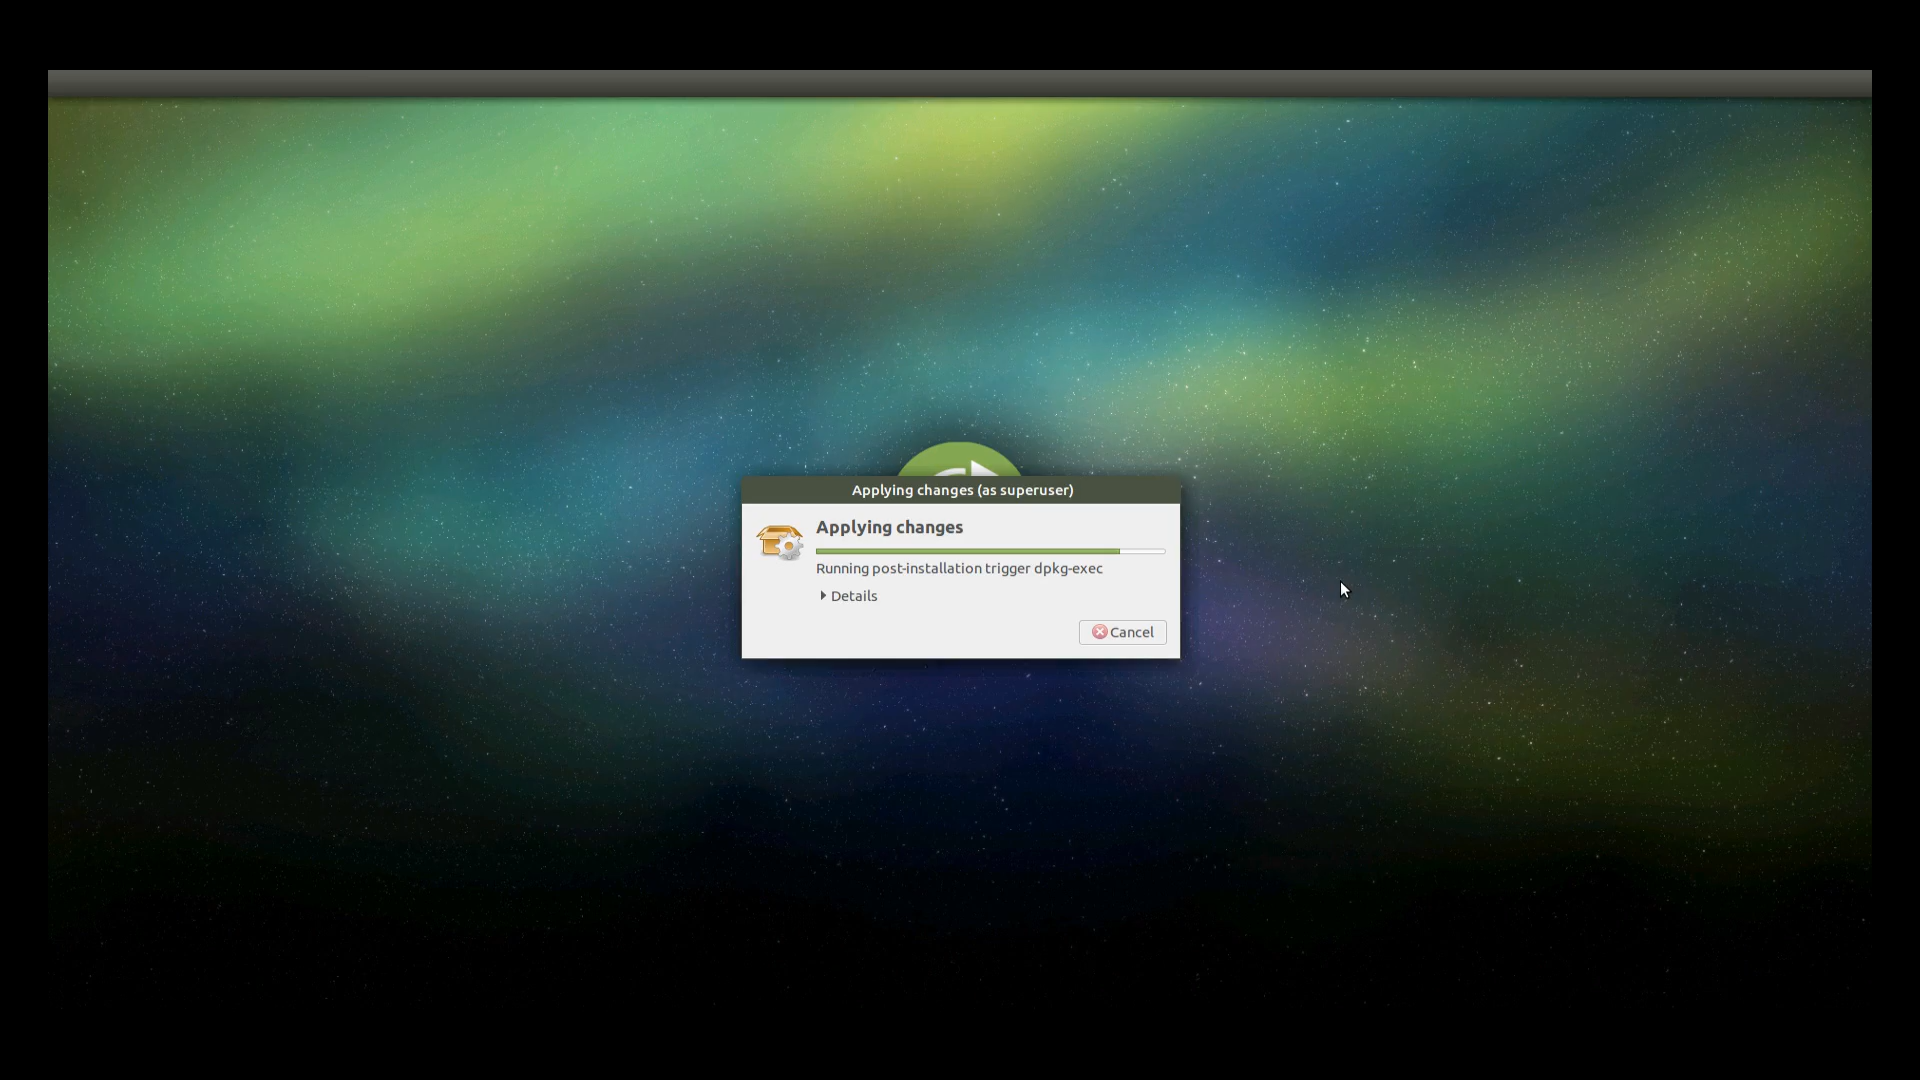 Applying changes (as superuser)
Applying changes
Running post-installation trigger dpkg-exec
Details
Cancel